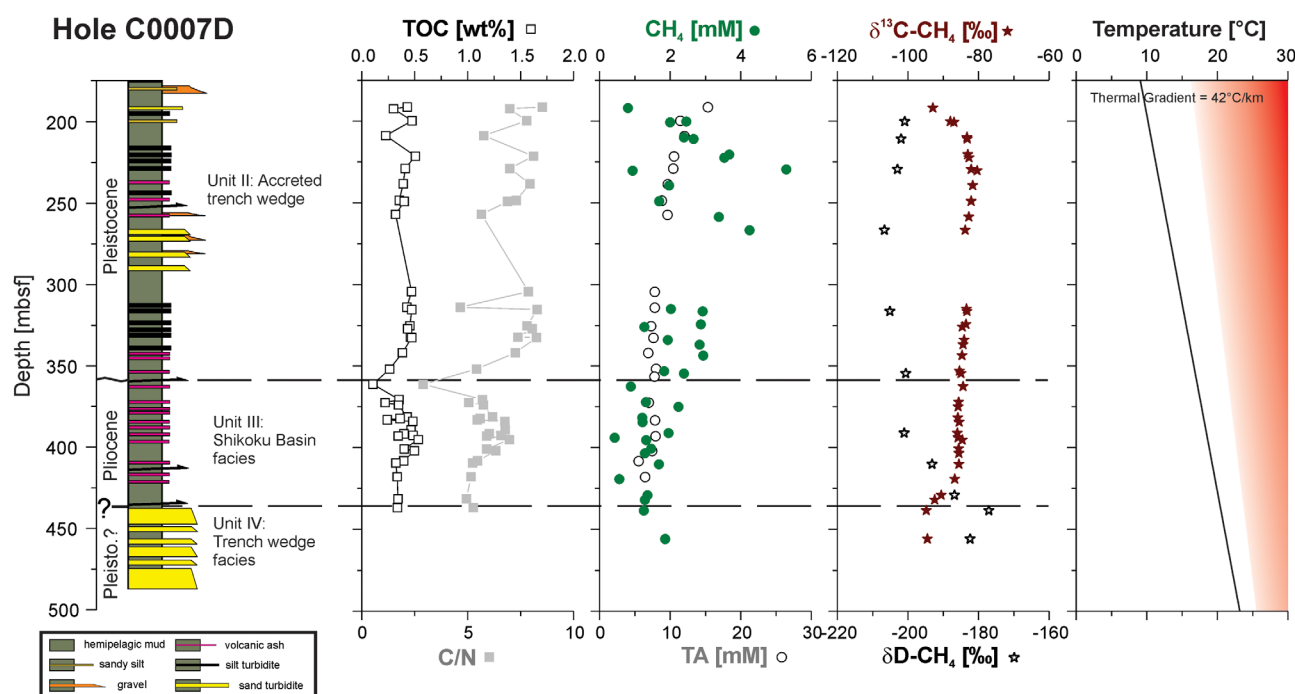 Hole C0007D
TOC [wt%]
CH₄ [mM]
δ¹³C-CH₄ [‰]
Temperature [°C]
0.0 0.5 1.0 1.5 2.0
0 2 4 6
-120 -100 -80 -60
0 10 20 30
Thermal Gradient = 42°C/km
Depth [mbsf]
200
250
300
350
400
450
500
Pleistocene
Pliocene
?
Pleisto.?
Unit II: Accreted
trench wedge
Unit III:
Shikoku Basin
facies
Unit IV:
Trench wedge
facies
0 5 10
0 10 20 30
-220 -200 -180 -160
C/N
TA [mM]
δD-CH₄ [‰]
hemipelagic mud
volcanic ash
sandy silt
silt turbidite
gravel
sand turbidite